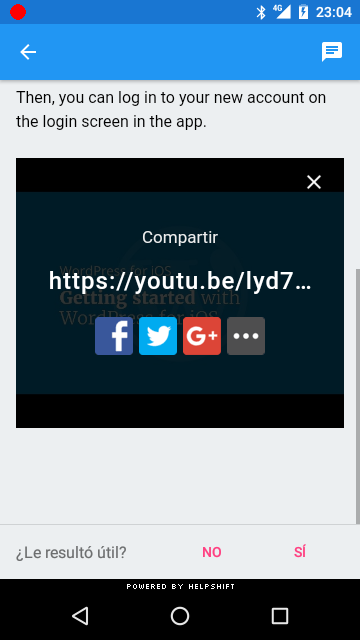 4G 23:04
Then, you can log in to your new account on
the login screen in the app.
Compartir
WordPress for iOS
https://youtu.be/lyd7…
Getting started with
WordPress for iOS
f G+
¿Le resultó útil? NO SÍ
POWERED BY HELPSHIFT